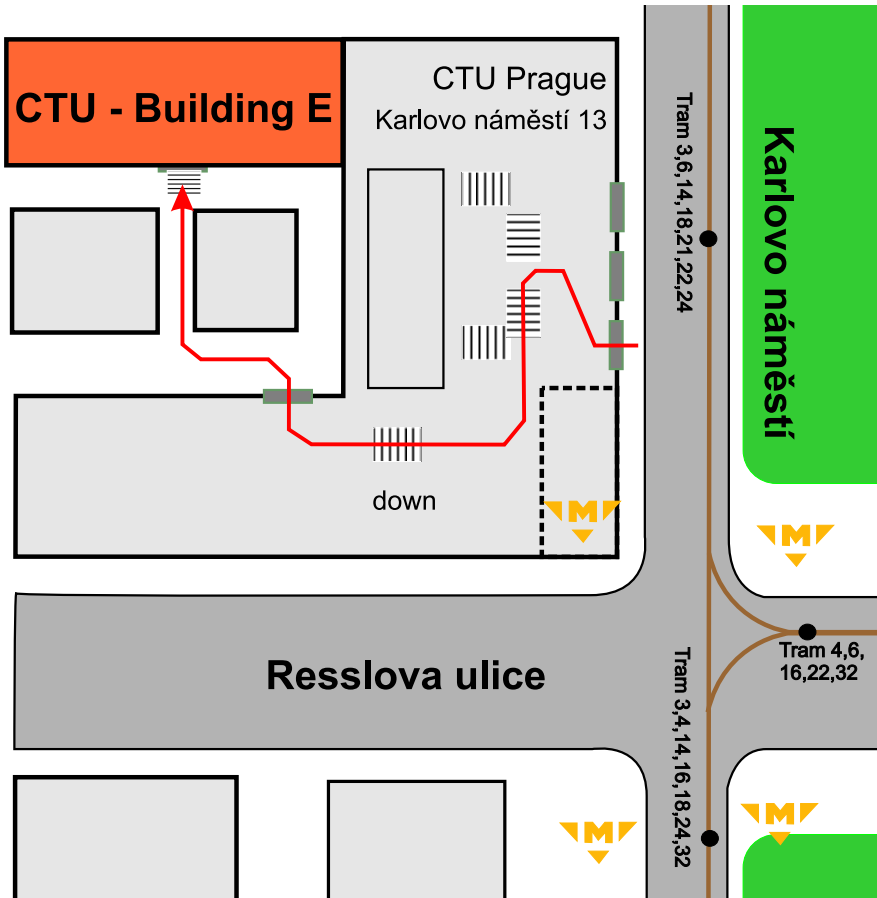 CTU - Building E
CTU Prague
Karlovo náměstí 13
Tram 3,6,14,18,21,22,24
Karlovo náměstí
down
M
M
Resslova ulice
Tram 4,6,
16,22,32
Tram 3,4,14,16,18,24,32
M
M